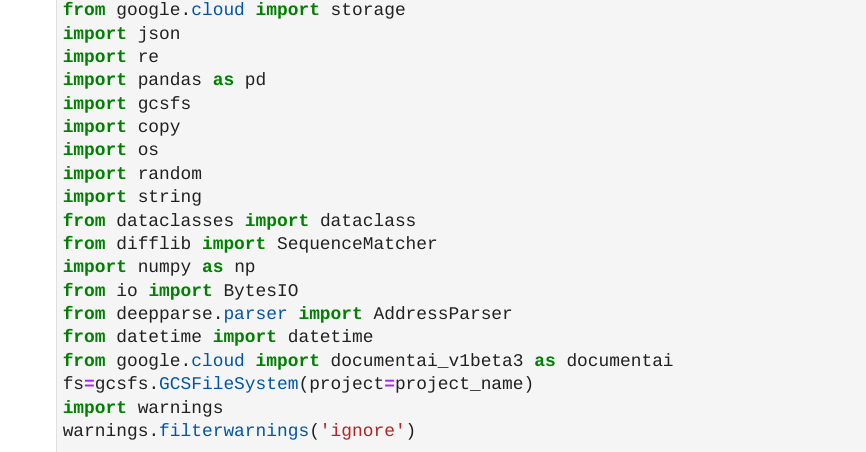 from google.cloud import storage
import json
import re
import pandas as pd
import gcsfs
import copy
import os
import random
import string
from dataclasses import dataclass
from difflib import SequenceMatcher
import numpy as np
from io import BytesIO
from deepparse.parser import AddressParser
from datetime import datetime
from google.cloud import documentai_v1beta3 as documentai
fs=gcsfs.GCSFileSystem(project=project_name)
import warnings
warnings.filterwarnings('ignore')